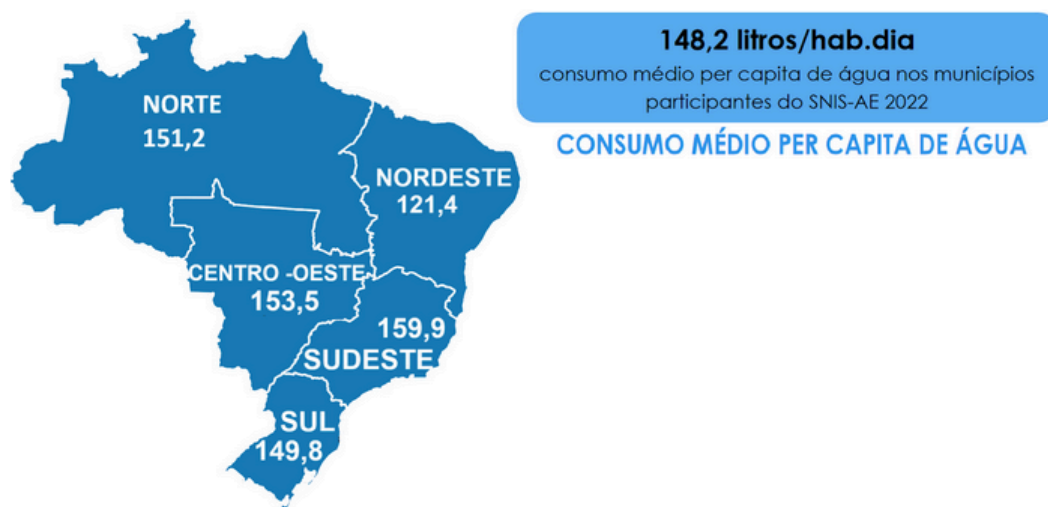 148,2 litros/hab.dia
consumo médio per capita de água nos municípios
participantes do SNIS-AE 2022
CONSUMO MÉDIO PER CAPITA DE ÁGUA
NORTE
151,2
NORDESTE
121,4
CENTRO -OESTE
153,5
159,9
SUDESTE
SUL
149,8